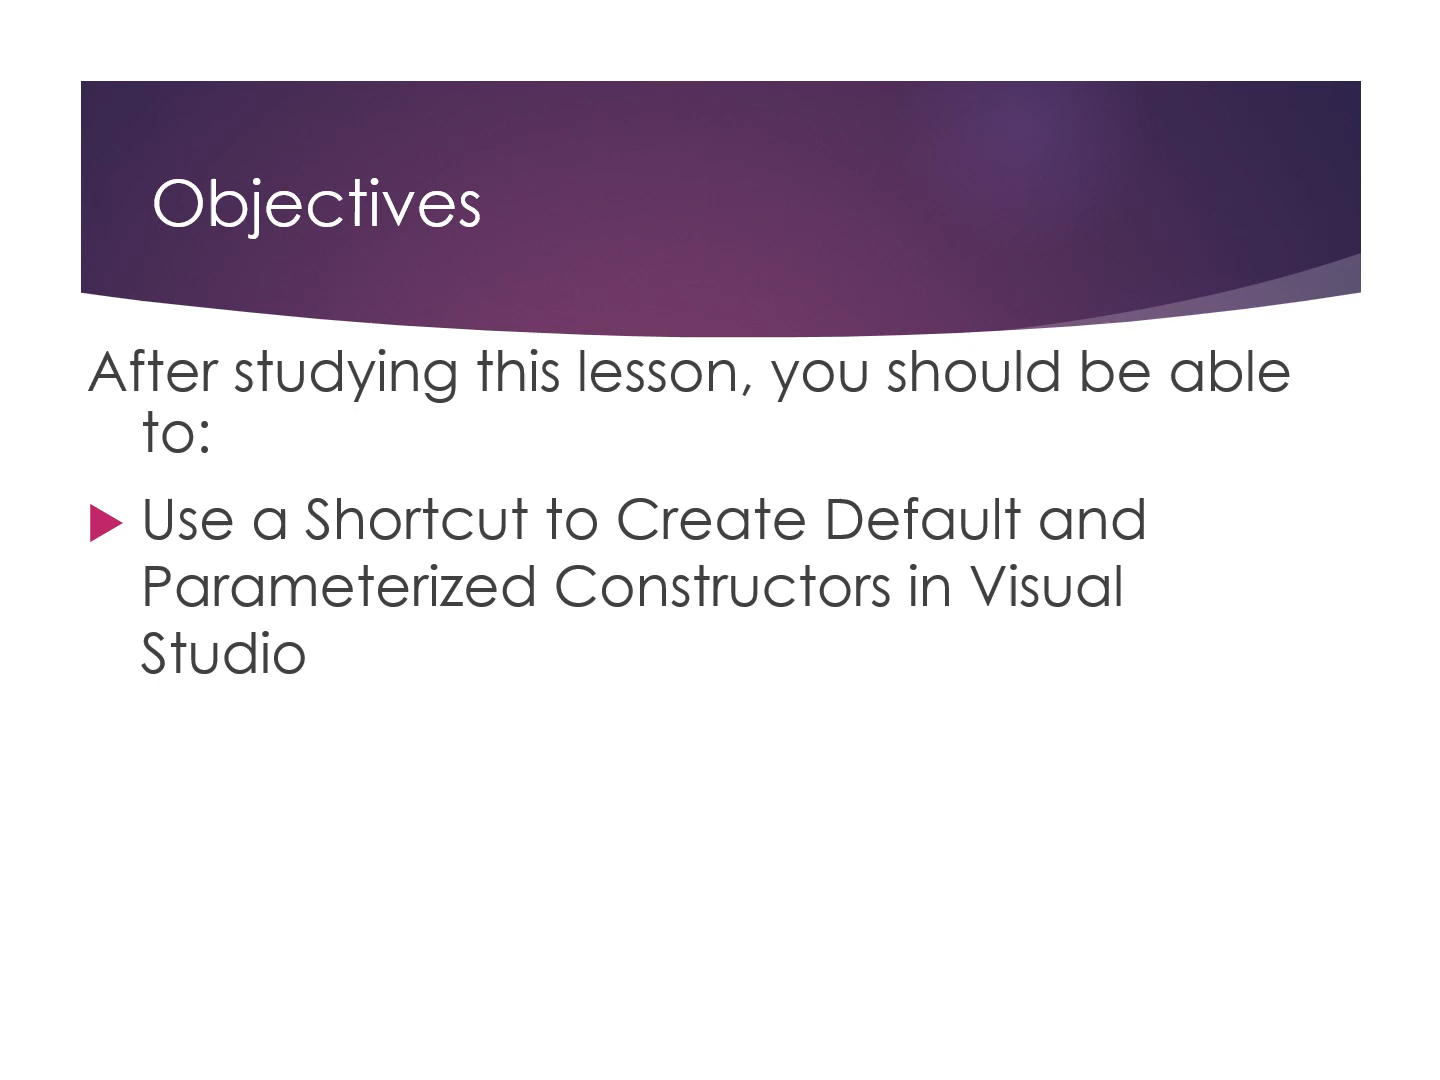 Objectives
After studying this lesson, you should be able
to:
Use a Shortcut to Create Default and
Parameterized Constructors in Visual
Studio